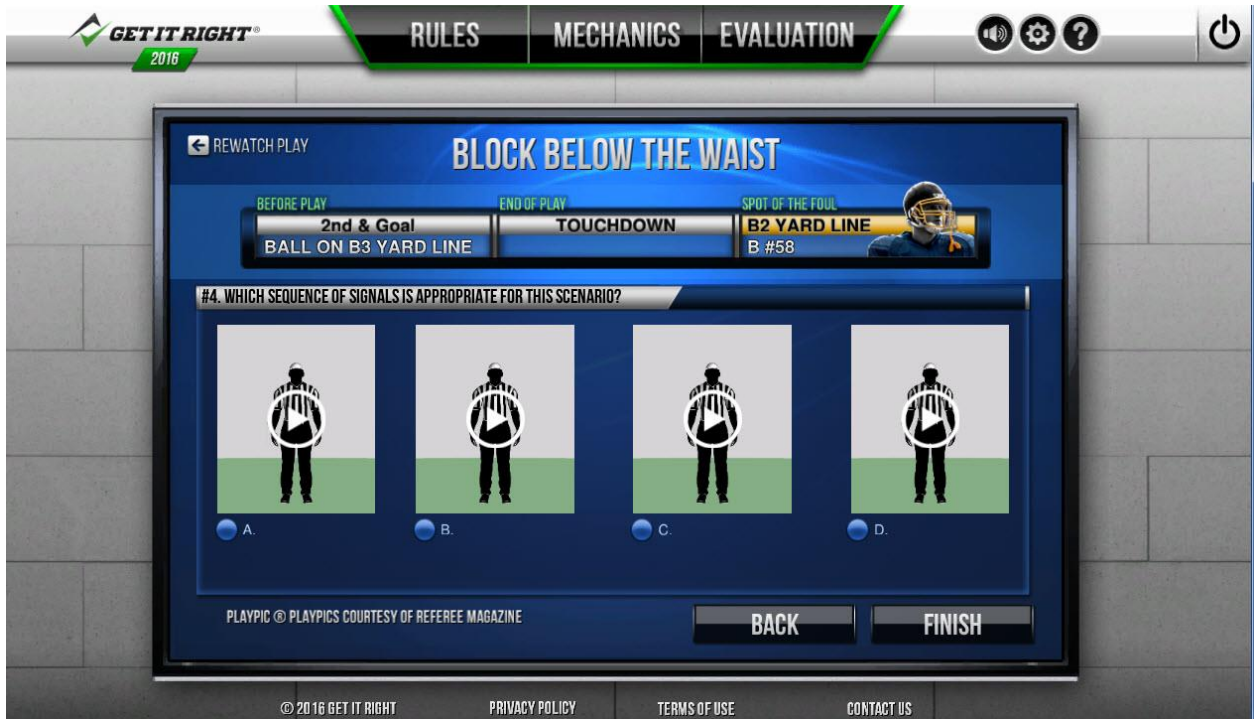 GET IT RIGHT®
2016
RULES
MECHANICS
EVALUATION
?
REWATCH PLAY
BLOCK BELOW THE WAIST
BEFORE PLAY
2nd & Goal
BALL ON B3 YARD LINE
END OF PLAY
TOUCHDOWN
SPOT OF THE FOUL
B2 YARD LINE
B #58
#4. WHICH SEQUENCE OF SIGNALS IS APPROPRIATE FOR THIS SCENARIO?
A.
B.
C.
D.
PLAYPIC ® PLAYPICS COURTESY OF REFEREE MAGAZINE
BACK
FINISH
© 2016 GET IT RIGHT
PRIVACY POLICY
TERMS OF USE
CONTACT US